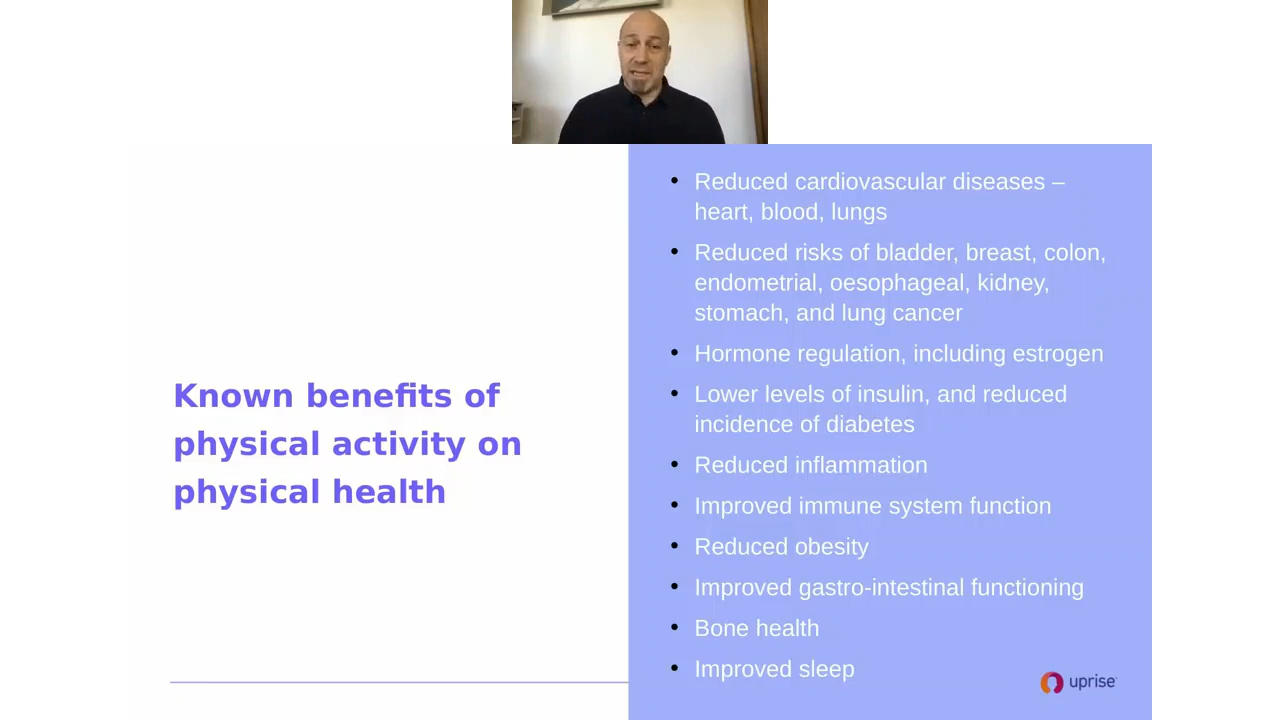 Known benefits of
physical activity on
physical health
• Reduced cardiovascular diseases –
heart, blood, lungs
• Reduced risks of bladder, breast, colon,
endometrial, oesophageal, kidney,
stomach, and lung cancer
• Hormone regulation, including estrogen
• Lower levels of insulin, and reduced
incidence of diabetes
• Reduced inflammation
• Improved immune system function
• Reduced obesity
• Improved gastro-intestinal functioning
• Bone health
• Improved sleep
uprise